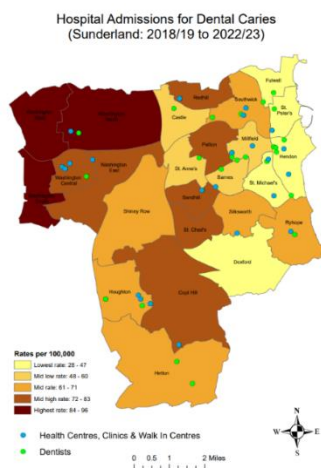 Hospital Admissions for Dental Caries
(Sunderland: 2018/19 to 2022/23)
Fulwell
Redhill
Southwick
St. Peter's
Castle
Pallion
Millfield
Hendon
Washington East
Washington Central
St. Anne's
Barnes
St. Michael's
Sandhill
Shiney Row
Silksworth
Ryhope
St. Chad's
Doxford
Houghton
Copt Hill
Hetton
Rates per 100,000
Lowest rate: 28 - 47
Mid low rate: 48 - 60
Mid rate: 61 - 71
Mid high rate: 72 - 83
Highest rate: 84 - 96
N
W E
S
Health Centres, Clinics & Walk In Centres
Dentists
0 0.5 1 2 Miles